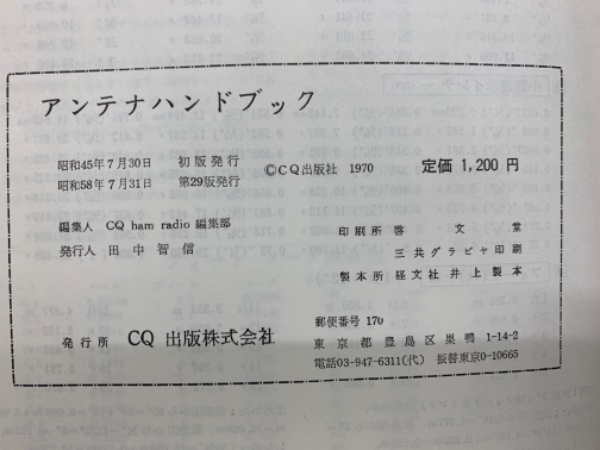 アンテナハンドブック
昭和45年7月30日 初版発行
昭和58年7月31日 第29版発行
©CQ出版社 1970
定価 1,200 円
編集人 CQ ham radio 編集部
発行人 田中智信
印刷所 啓文堂
三共グラビヤ印刷
製本所 経文社井上製本
発行所 CQ 出版株式会社
郵便番号 170
東京都豊島区巣鴨 1-14-2
電話03-947-6311(代) 振替東京0-10665